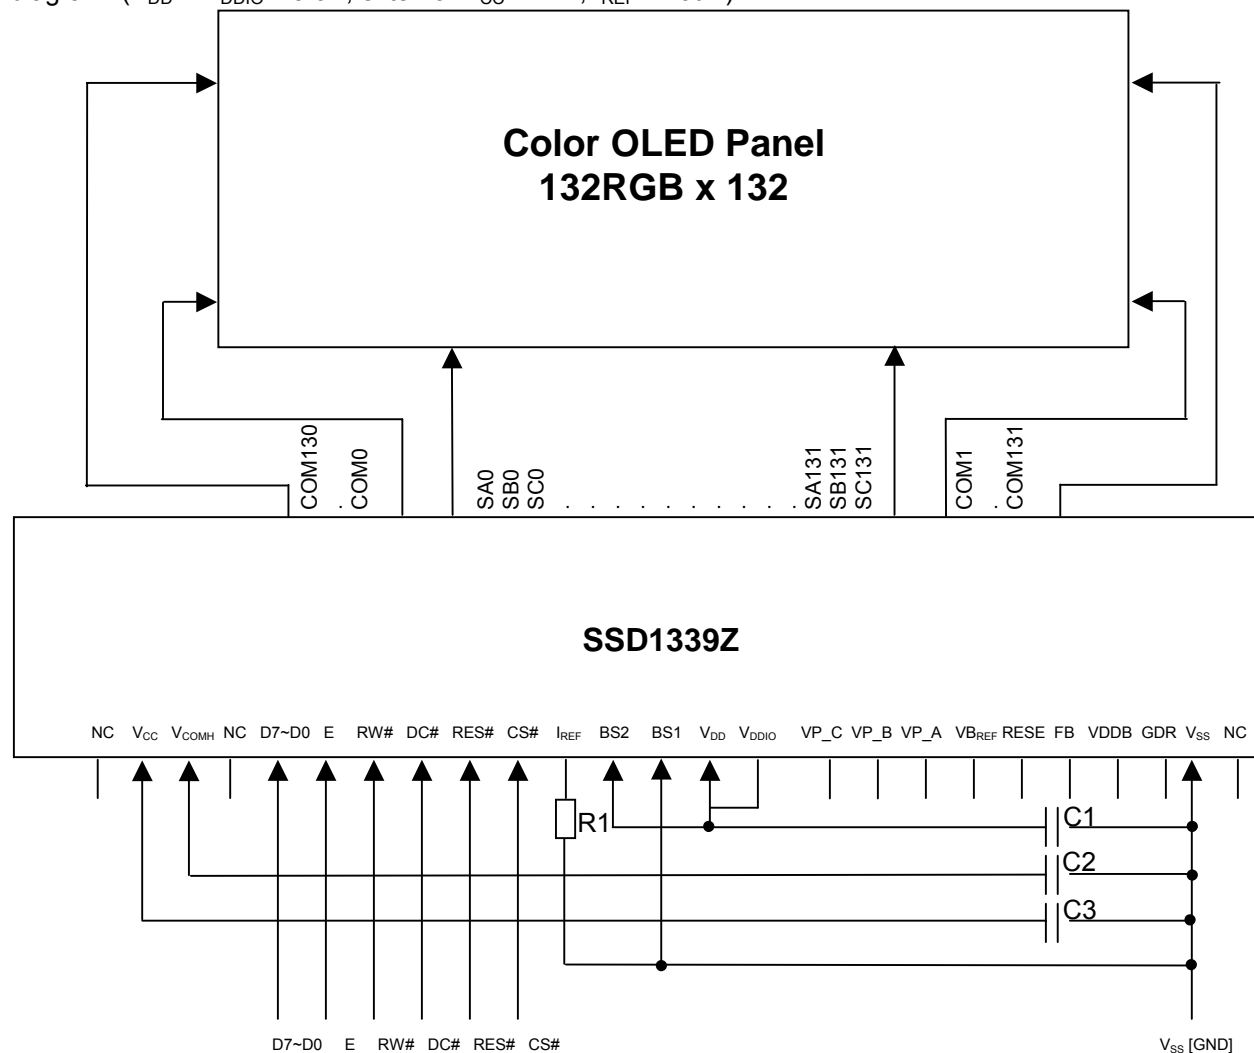 Color OLED Panel
132RGB x 132
COM130
.
COM0
SA0
SB0
SC0
. . . . . . . . . .
SA131
SB131
SC131
COM1
.
COM131
SSD1339Z
NC VCC VCOMH NC D7~D0 E RW# DC# RES# CS# IREF BS2 BS1 VDD VDDIO VP_C VP_B VP_A VBREF RESE FB VDDB GDR VSS NC
R1
C1
C2
C3
D7~D0 E RW# DC# RES# CS# VSS [GND]